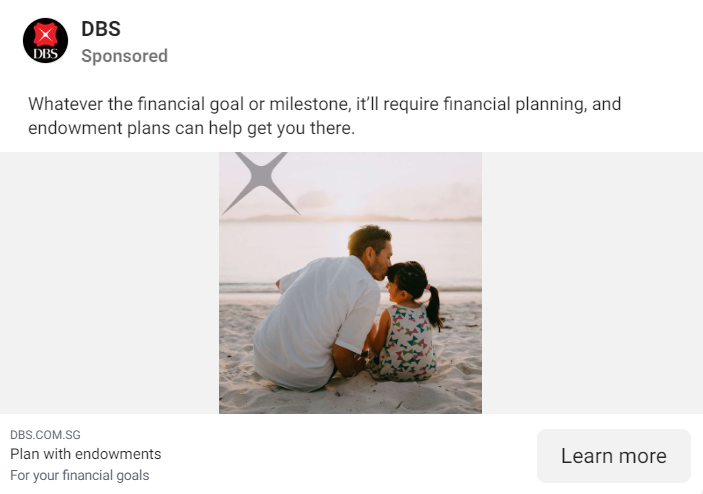 DBS
DBS
Sponsored
Whatever the financial goal or milestone, it’ll require financial planning, and
endowment plans can help get you there.
DBS.COM.SG
Plan with endowments
For your financial goals
Learn more